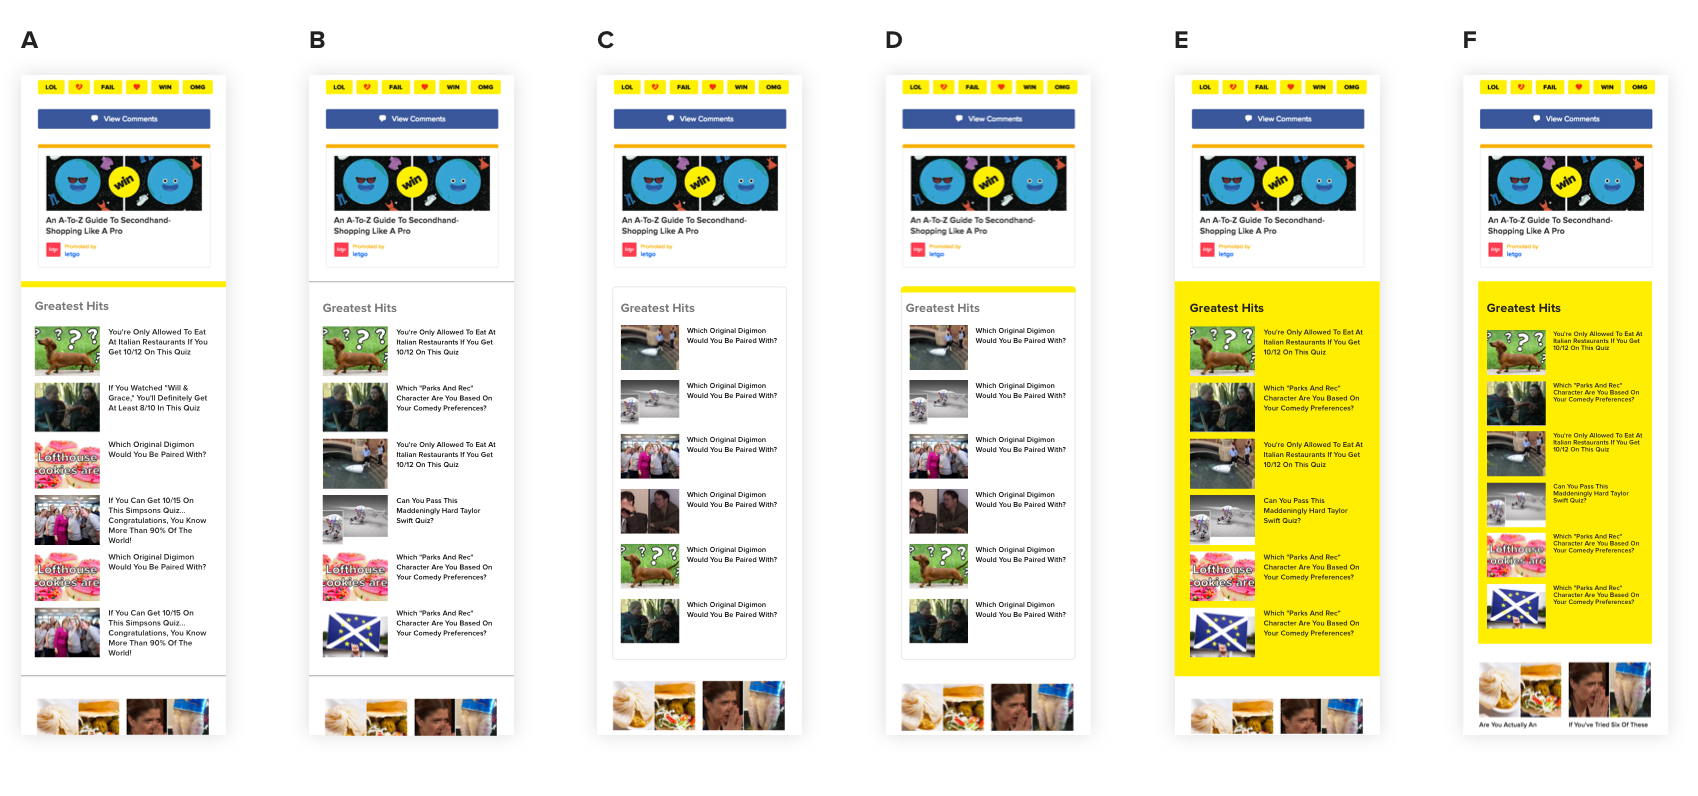 A
LOL
FAIL
WIN
OMG
View Comments
win
An A-To-Z Guide To Secondhand-
Shopping Like A Pro
letgo
Promoted by
letgo
Greatest Hits
? ? ?
You're Only Allowed To Eat
At Italian Restaurants If You
Get 10/12 On This Quiz
If You Watched "Will &
Grace," You'll Definitely Get
At Least 8/10 In This Quiz
Lofthouse
cookies are
Which Original Digimon
Would You Be Paired With?
If You Can Get 10/15 On
This Simpsons Quiz...
Congratulations, You Know
More Than 90% Of The
World!
Lofthouse
cookies are
Which Original Digimon
Would You Be Paired With?
If You Can Get 10/15 On
This Simpsons Quiz...
Congratulations, You Know
More Than 90% Of The
World!
B
LOL
FAIL
WIN
OMG
View Comments
win
An A-To-Z Guide To Secondhand-
Shopping Like A Pro
letgo
Promoted by
letgo
Greatest Hits
? ? ?
You're Only Allowed To Eat At
Italian Restaurants If You Get
10/12 On This Quiz
Which "Parks And Rec"
Character Are You Based On
Your Comedy Preferences?
You're Only Allowed To Eat At
Italian Restaurants If You Get
10/12 On This Quiz
Can You Pass This
Maddeningly Hard Taylor
Swift Quiz?
Lofthouse
cookies are
Which "Parks And Rec"
Character Are You Based On
Your Comedy Preferences?
Which "Parks And Rec"
Character Are You Based On
Your Comedy Preferences?
C
LOL
FAIL
WIN
OMG
View Comments
win
An A-To-Z Guide To Secondhand-
Shopping Like A Pro
letgo
Promoted by
letgo
Greatest Hits
Which Original Digimon
Would You Be Paired With?
Which Original Digimon
Would You Be Paired With?
Which Original Digimon
Would You Be Paired With?
Which Original Digimon
Would You Be Paired With?
? ? ?
Which Original Digimon
Would You Be Paired With?
Which Original Digimon
Would You Be Paired With?
D
LOL
FAIL
WIN
OMG
View Comments
win
An A-To-Z Guide To Secondhand-
Shopping Like A Pro
letgo
Promoted by
letgo
Greatest Hits
Which Original Digimon
Would You Be Paired With?
Which Original Digimon
Would You Be Paired With?
Which Original Digimon
Would You Be Paired With?
Which Original Digimon
Would You Be Paired With?
? ? ?
Which Original Digimon
Would You Be Paired With?
Which Original Digimon
Would You Be Paired With?
E
LOL
FAIL
WIN
OMG
View Comments
win
An A-To-Z Guide To Secondhand-
Shopping Like A Pro
letgo
Promoted by
letgo
Greatest Hits
? ? ?
You're Only Allowed To Eat At
Italian Restaurants If You Get
10/12 On This Quiz
Which "Parks And Rec"
Character Are You Based On
Your Comedy Preferences?
You're Only Allowed To Eat At
Italian Restaurants If You Get
10/12 On This Quiz
Can You Pass This
Maddeningly Hard Taylor
Swift Quiz?
Lofthouse
cookies are
Which "Parks And Rec"
Character Are You Based On
Your Comedy Preferences?
Which "Parks And Rec"
Character Are You Based On
Your Comedy Preferences?
F
LOL
FAIL
WIN
OMG
View Comments
win
An A-To-Z Guide To Secondhand-
Shopping Like A Pro
letgo
Promoted by
letgo
Greatest Hits
? ? ?
You're Only Allowed To Eat At
Italian Restaurants If You Get
10/12 On This Quiz
Which "Parks And Rec"
Character Are You Based On
Your Comedy Preferences?
You're Only Allowed To Eat At
Italian Restaurants If You Get
10/12 On This Quiz
Can You Pass This
Maddeningly Hard Taylor
Swift Quiz?
Lofthouse
cookies are
Which "Parks And Rec"
Character Are You Based On
Your Comedy Preferences?
Which "Parks And Rec"
Character Are You Based On
Your Comedy Preferences?
Are You Actually An
If You've Tried Six Of These